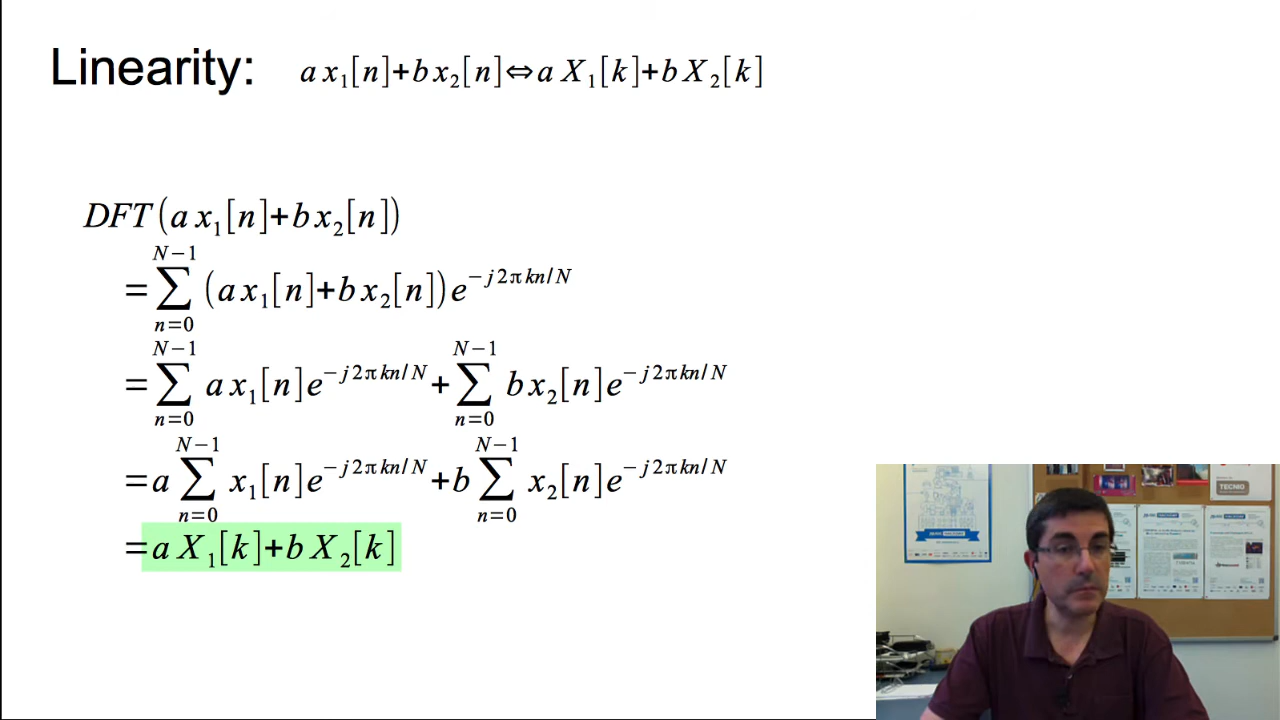 Linearity: a x₁[n]+b x₂[n]⇔a X₁[k]+b X₂[k]
DFT(a x₁[n]+b x₂[n])
=∑_{n=0}^{N−1} (a x₁[n]+b x₂[n])e^{−j2πkn/N}
=∑_{n=0}^{N−1} a x₁[n]e^{−j2πkn/N}+∑_{n=0}^{N−1} b x₂[n]e^{−j2πkn/N}
=a∑_{n=0}^{N−1} x₁[n]e^{−j2πkn/N}+b∑_{n=0}^{N−1} x₂[n]e^{−j2πkn/N}
=a X₁[k]+b X₂[k]
TECNIO